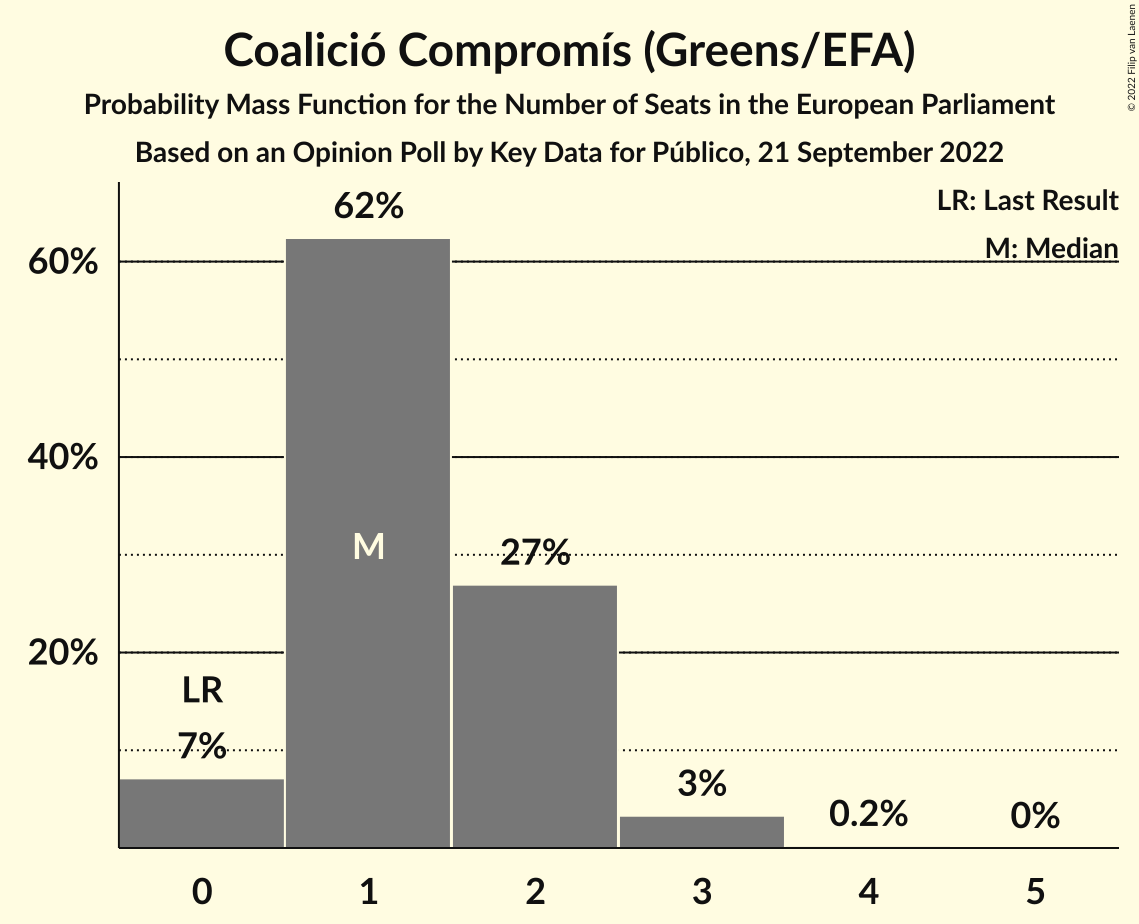 Coalició Compromís (Greens/EFA)
Probability Mass Function for the Number of Seats in the European Parliament
Based on an Opinion Poll by Key Data for Público, 21 September 2022
© 2022 Filip van Laenen
LR: Last Result
M: Median
62%
60%
40%
M
27%
20%
LR
7%
3%
0.2%
0%
0 1 2 3 4 5